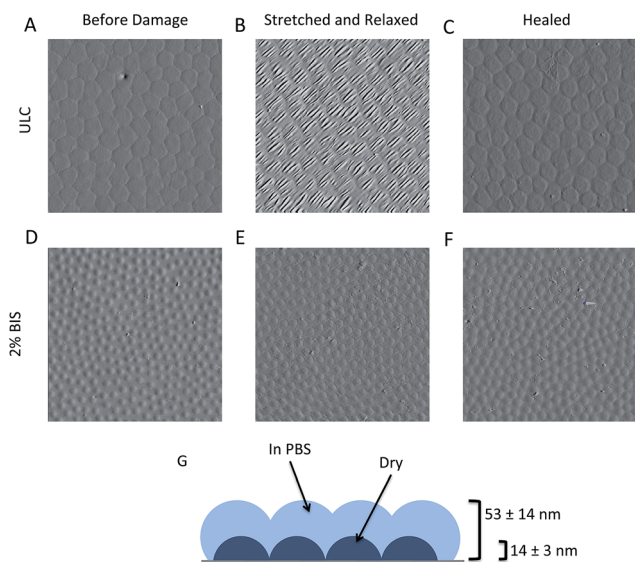 Before Damage
Stretched and Relaxed
Healed
A
B
C
ULC
D
E
F
2% BIS
G
In PBS
Dry
53 ± 14 nm
14 ± 3 nm